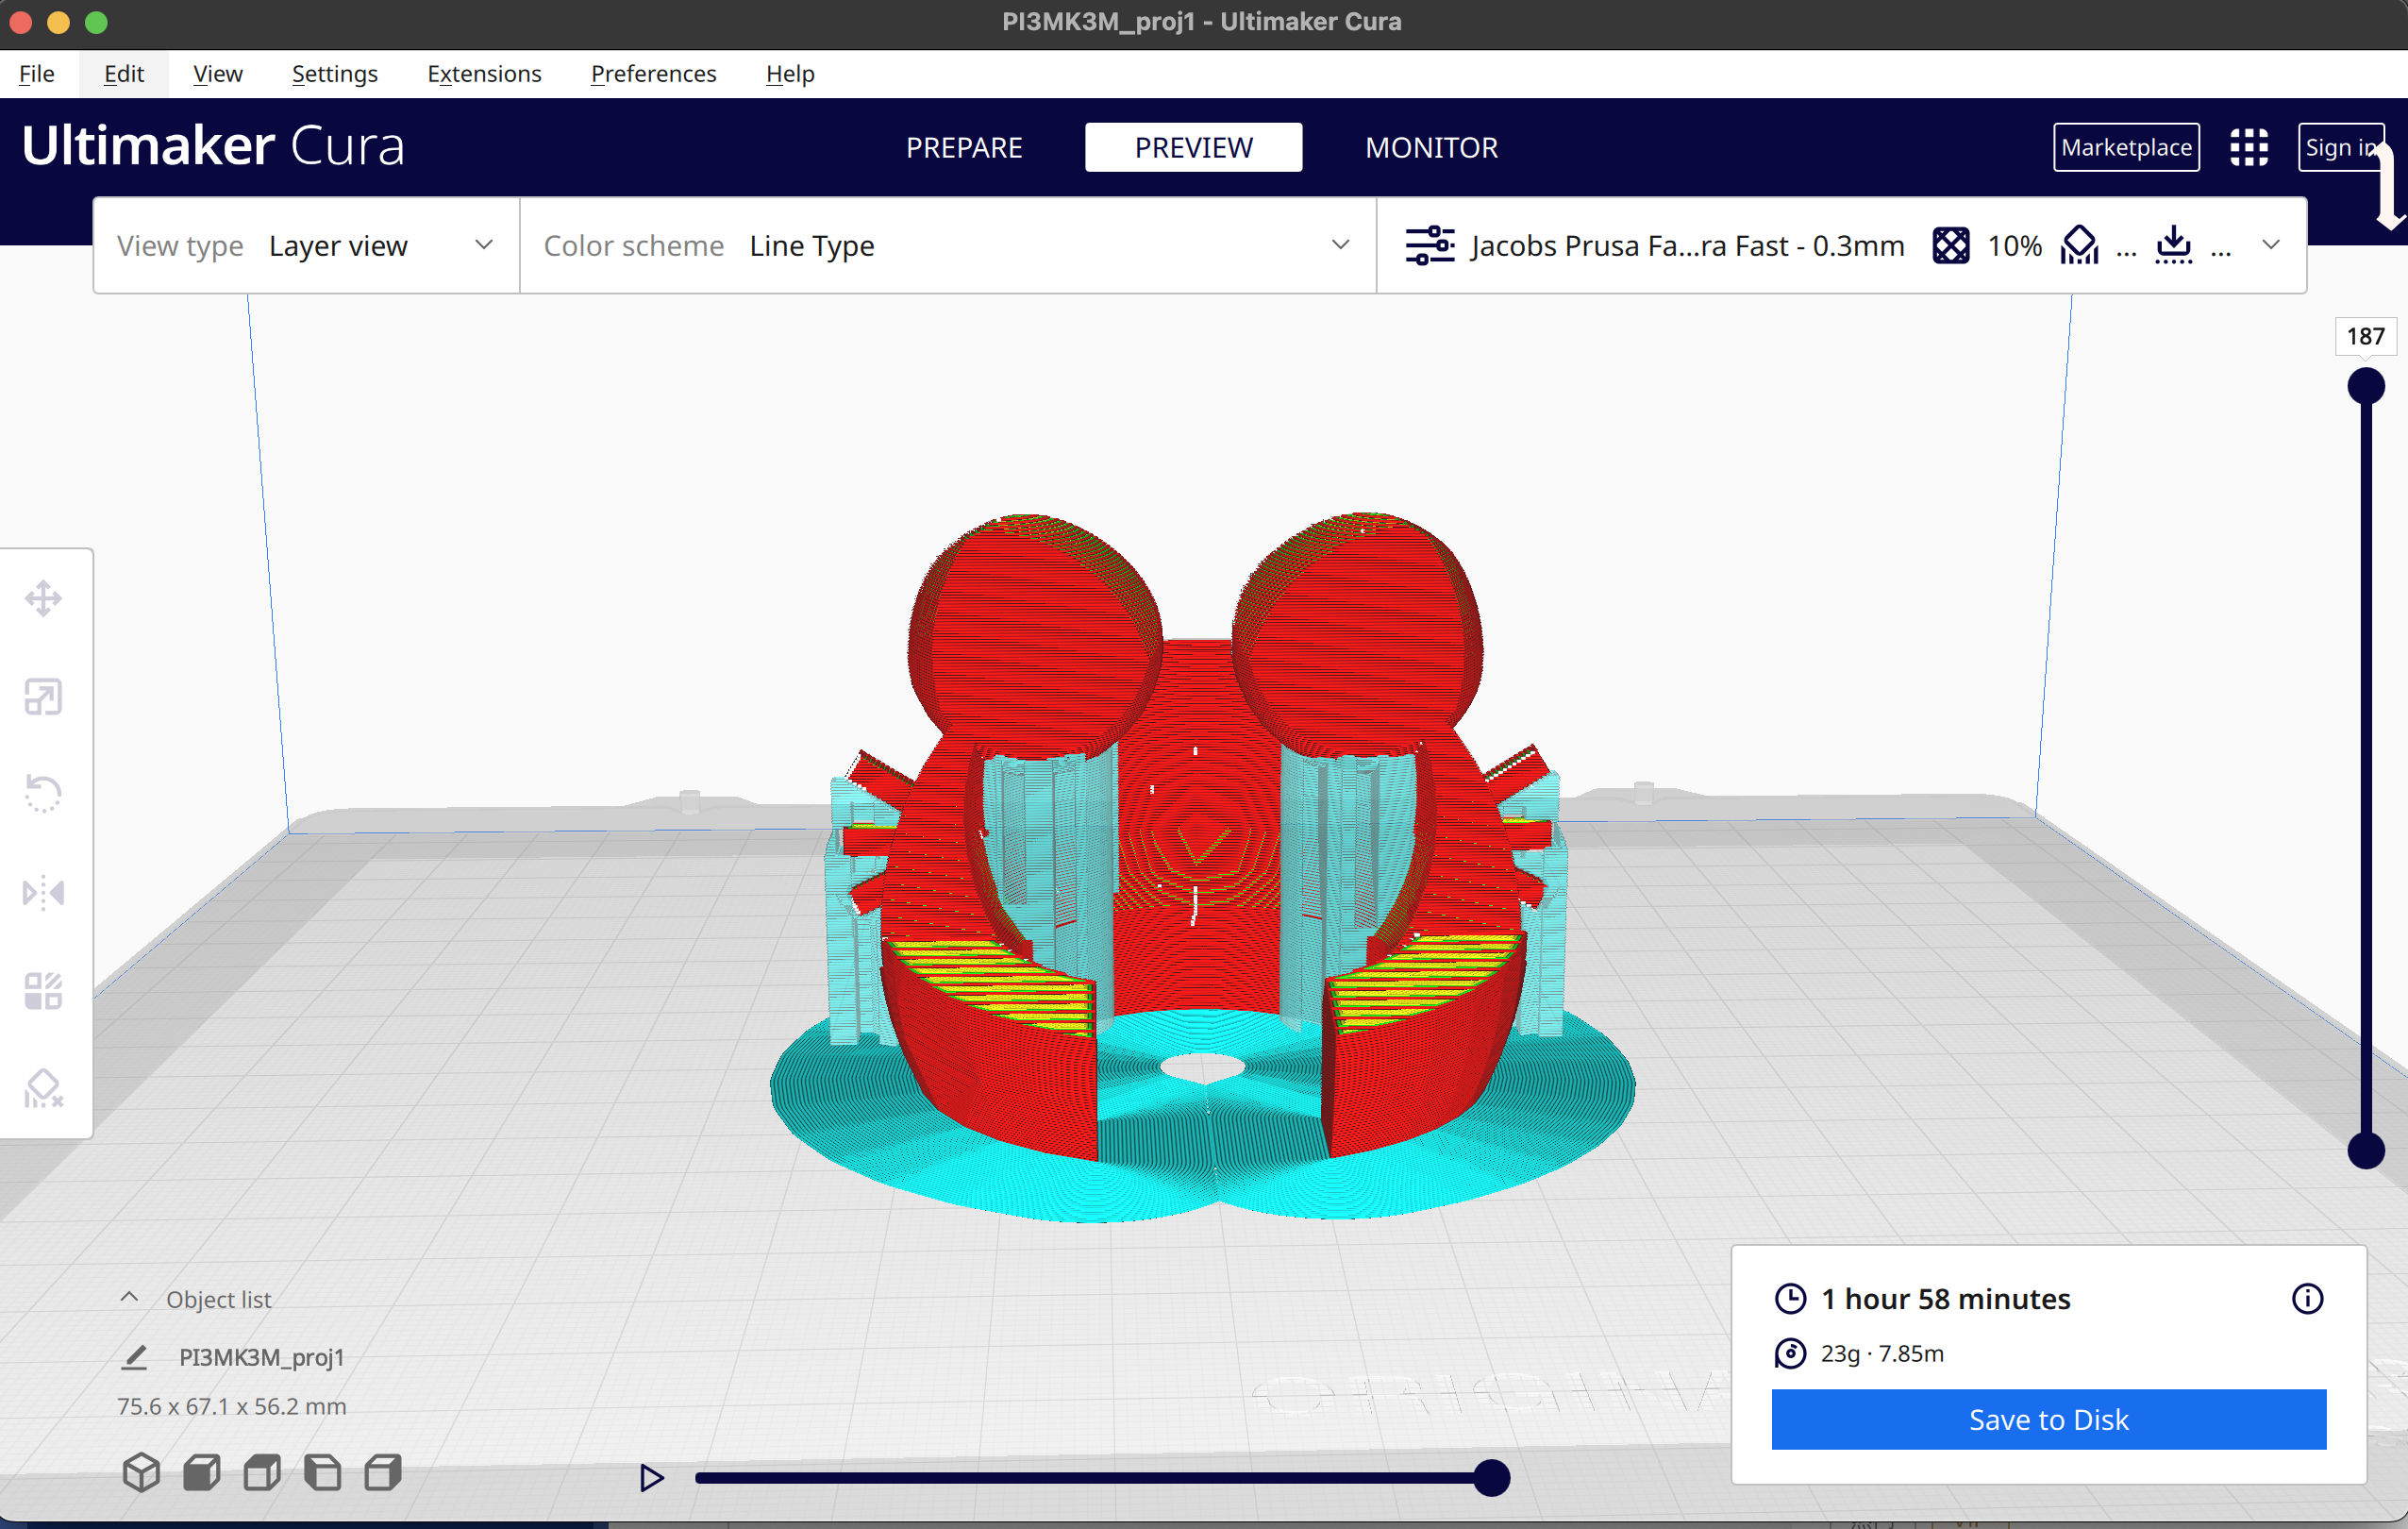 PI3MK3M_proj1 - Ultimaker Cura
File Edit View Settings Extensions Preferences Help
Ultimaker Cura
PREPARE PREVIEW MONITOR
Marketplace Sign in
View type Layer view
Color scheme Line Type
Jacobs Prusa Fa...ra Fast - 0.3mm 10% ... ...
187
Object list
PI3MK3M_proj1
75.6 x 67.1 x 56.2 mm
1 hour 58 minutes
23g · 7.85m
Save to Disk